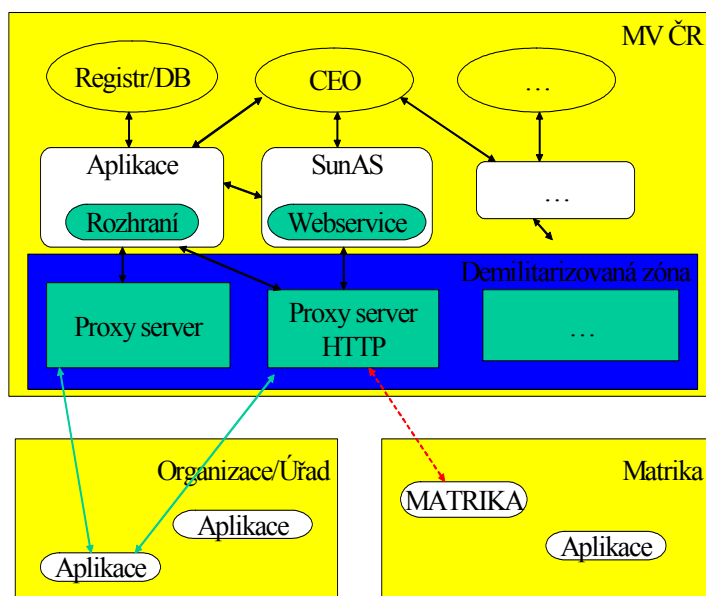 MV ČR
Registr/DB
CEO
…
Aplikace
SunAS
…
Rozhraní
Webservice
Demilitarizovaná zóna
Proxy server
Proxy server
HTTP
…
Organizace/Úřad
Aplikace
Aplikace
Matrika
MATRIKA
Aplikace